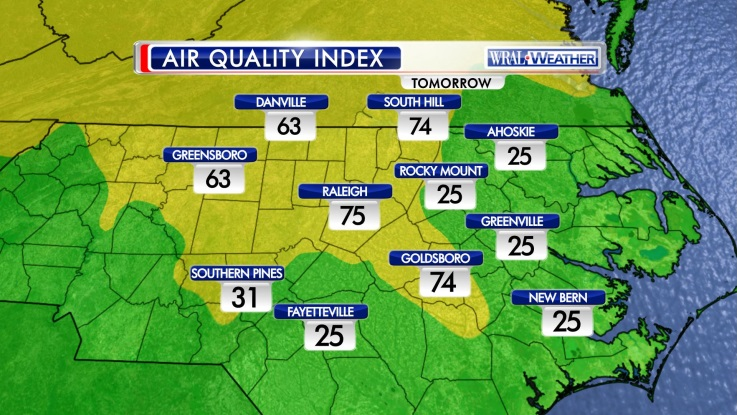 AIR QUALITY INDEX
WRAL WEATHER
TOMORROW
DANVILLE
63
SOUTH HILL
74
AHOSKIE
25
GREENSBORO
63
ROCKY MOUNT
25
RALEIGH
75
GREENVILLE
25
GOLDSBORO
74
SOUTHERN PINES
31
NEW BERN
25
FAYETTEVILLE
25